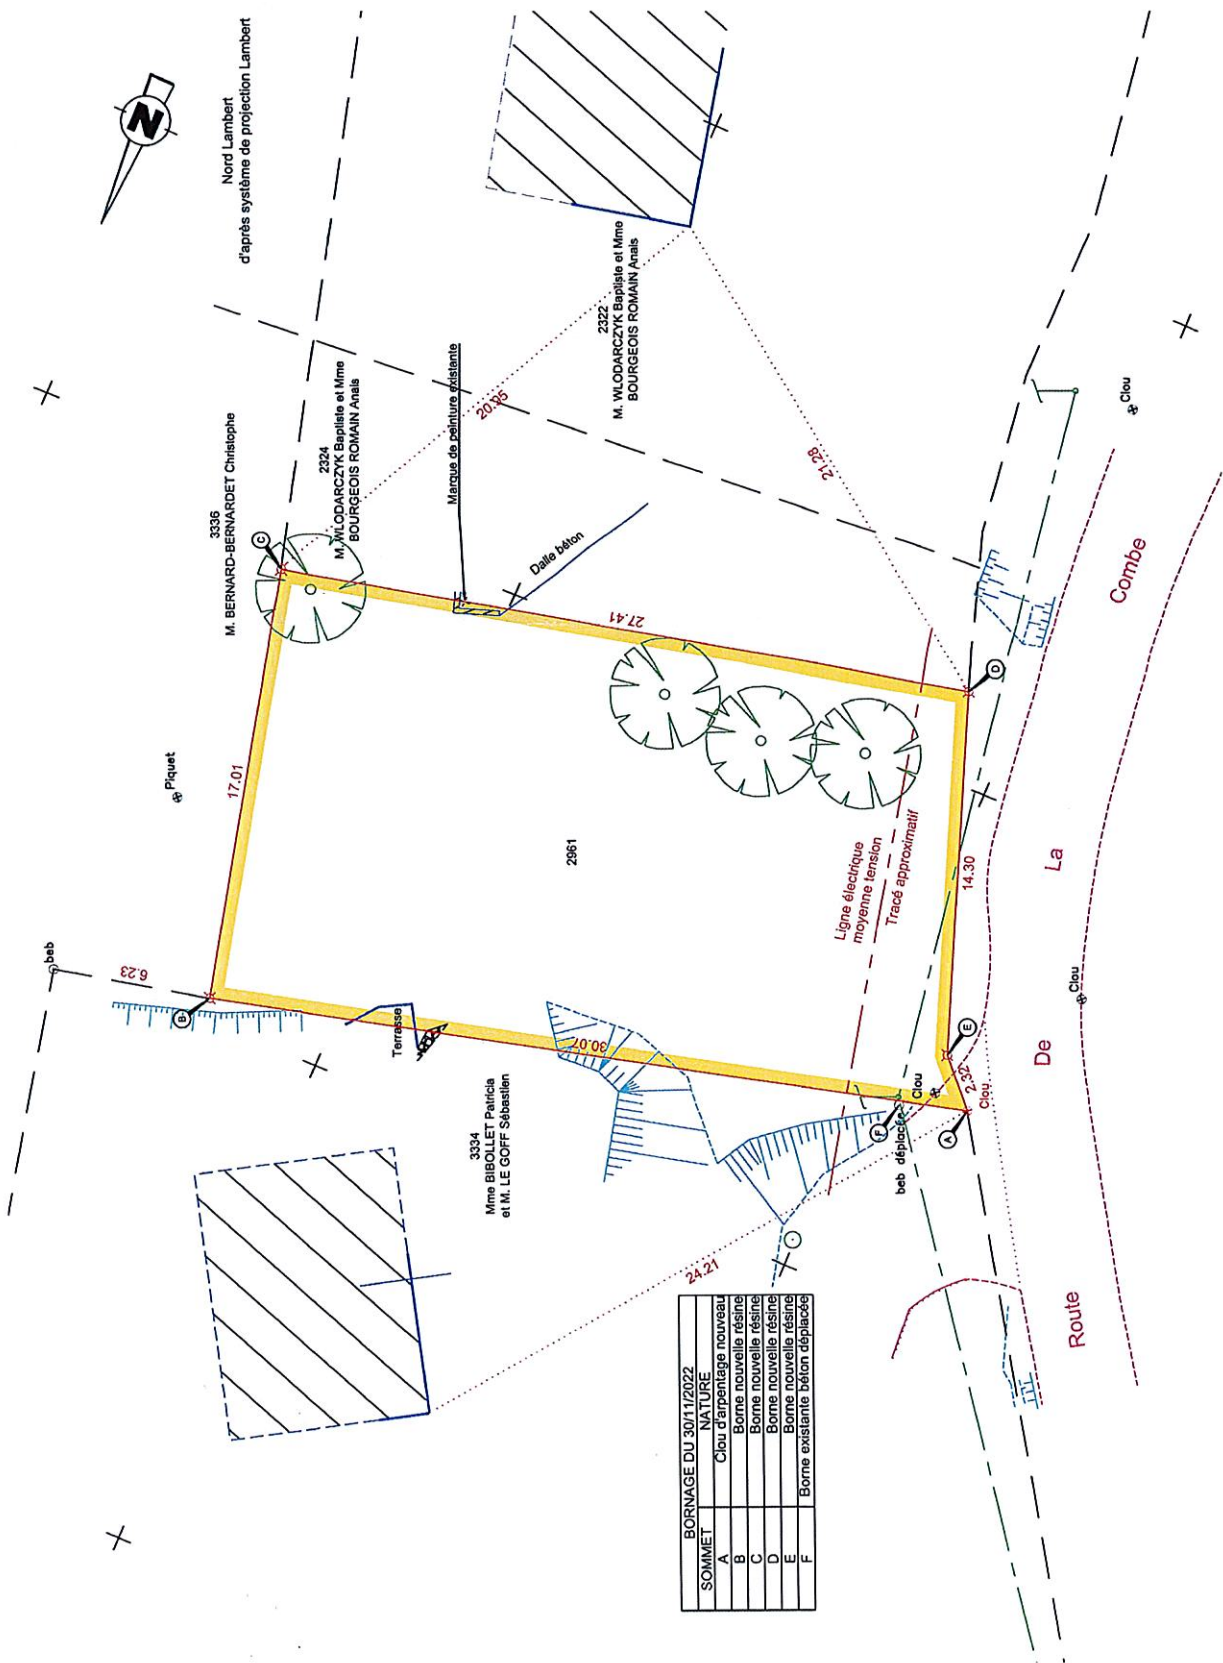 N
Nord Lambert
d'après système de projection Lambert
3336
M. BERNARD-BERNARDET Christophe
C
2324
M. WLODARCZYK Baptiste et Mme
BOURGEOIS ROMAIN Anaïs
Marque de peinture existante
20.95
2322
M. WLODARCZYK Baptiste et Mme
BOURGEOIS ROMAIN Anaïs
21.28
Dalle béton
27.41
Clou
Combe
D
Piquet
17.01
2961
Ligne électrique
moyenne tension
Tracé approximatif
14.30
La
beb
6.23
B
Terrasse
30.07
3334
Mme BIBOLLET Patricia
et M. LE GOFF Sébastien
Clou
F
beb déplacée
2.32
E
Clou
A
Clou
De
24.21
Route
BORNAGE DU 30/11/2022
SOMMET NATURE
A Clou d'arpentage nouveau
B Borne nouvelle résine
C Borne nouvelle résine
D Borne nouvelle résine
E Borne nouvelle résine
F Borne existante béton déplacée